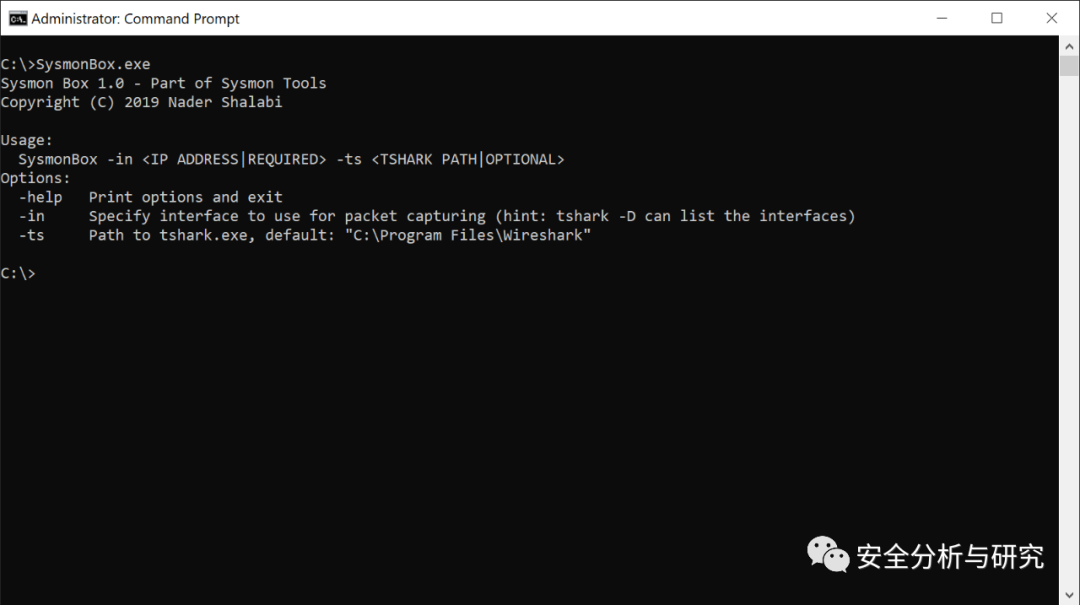 Administrator: Command Prompt
C:\>SysmonBox.exe
Sysmon Box 1.0 - Part of Sysmon Tools
Copyright (C) 2019 Nader Shalabi
Usage:
  SysmonBox -in <IP ADDRESS|REQUIRED> -ts <TSHARK PATH|OPTIONAL>
Options:
  -help   Print options and exit
  -in     Specify interface to use for packet capturing (hint: tshark -D can list the interfaces)
  -ts     Path to tshark.exe, default: "C:\Program Files\Wireshark"
C:\>
安全分析与研究